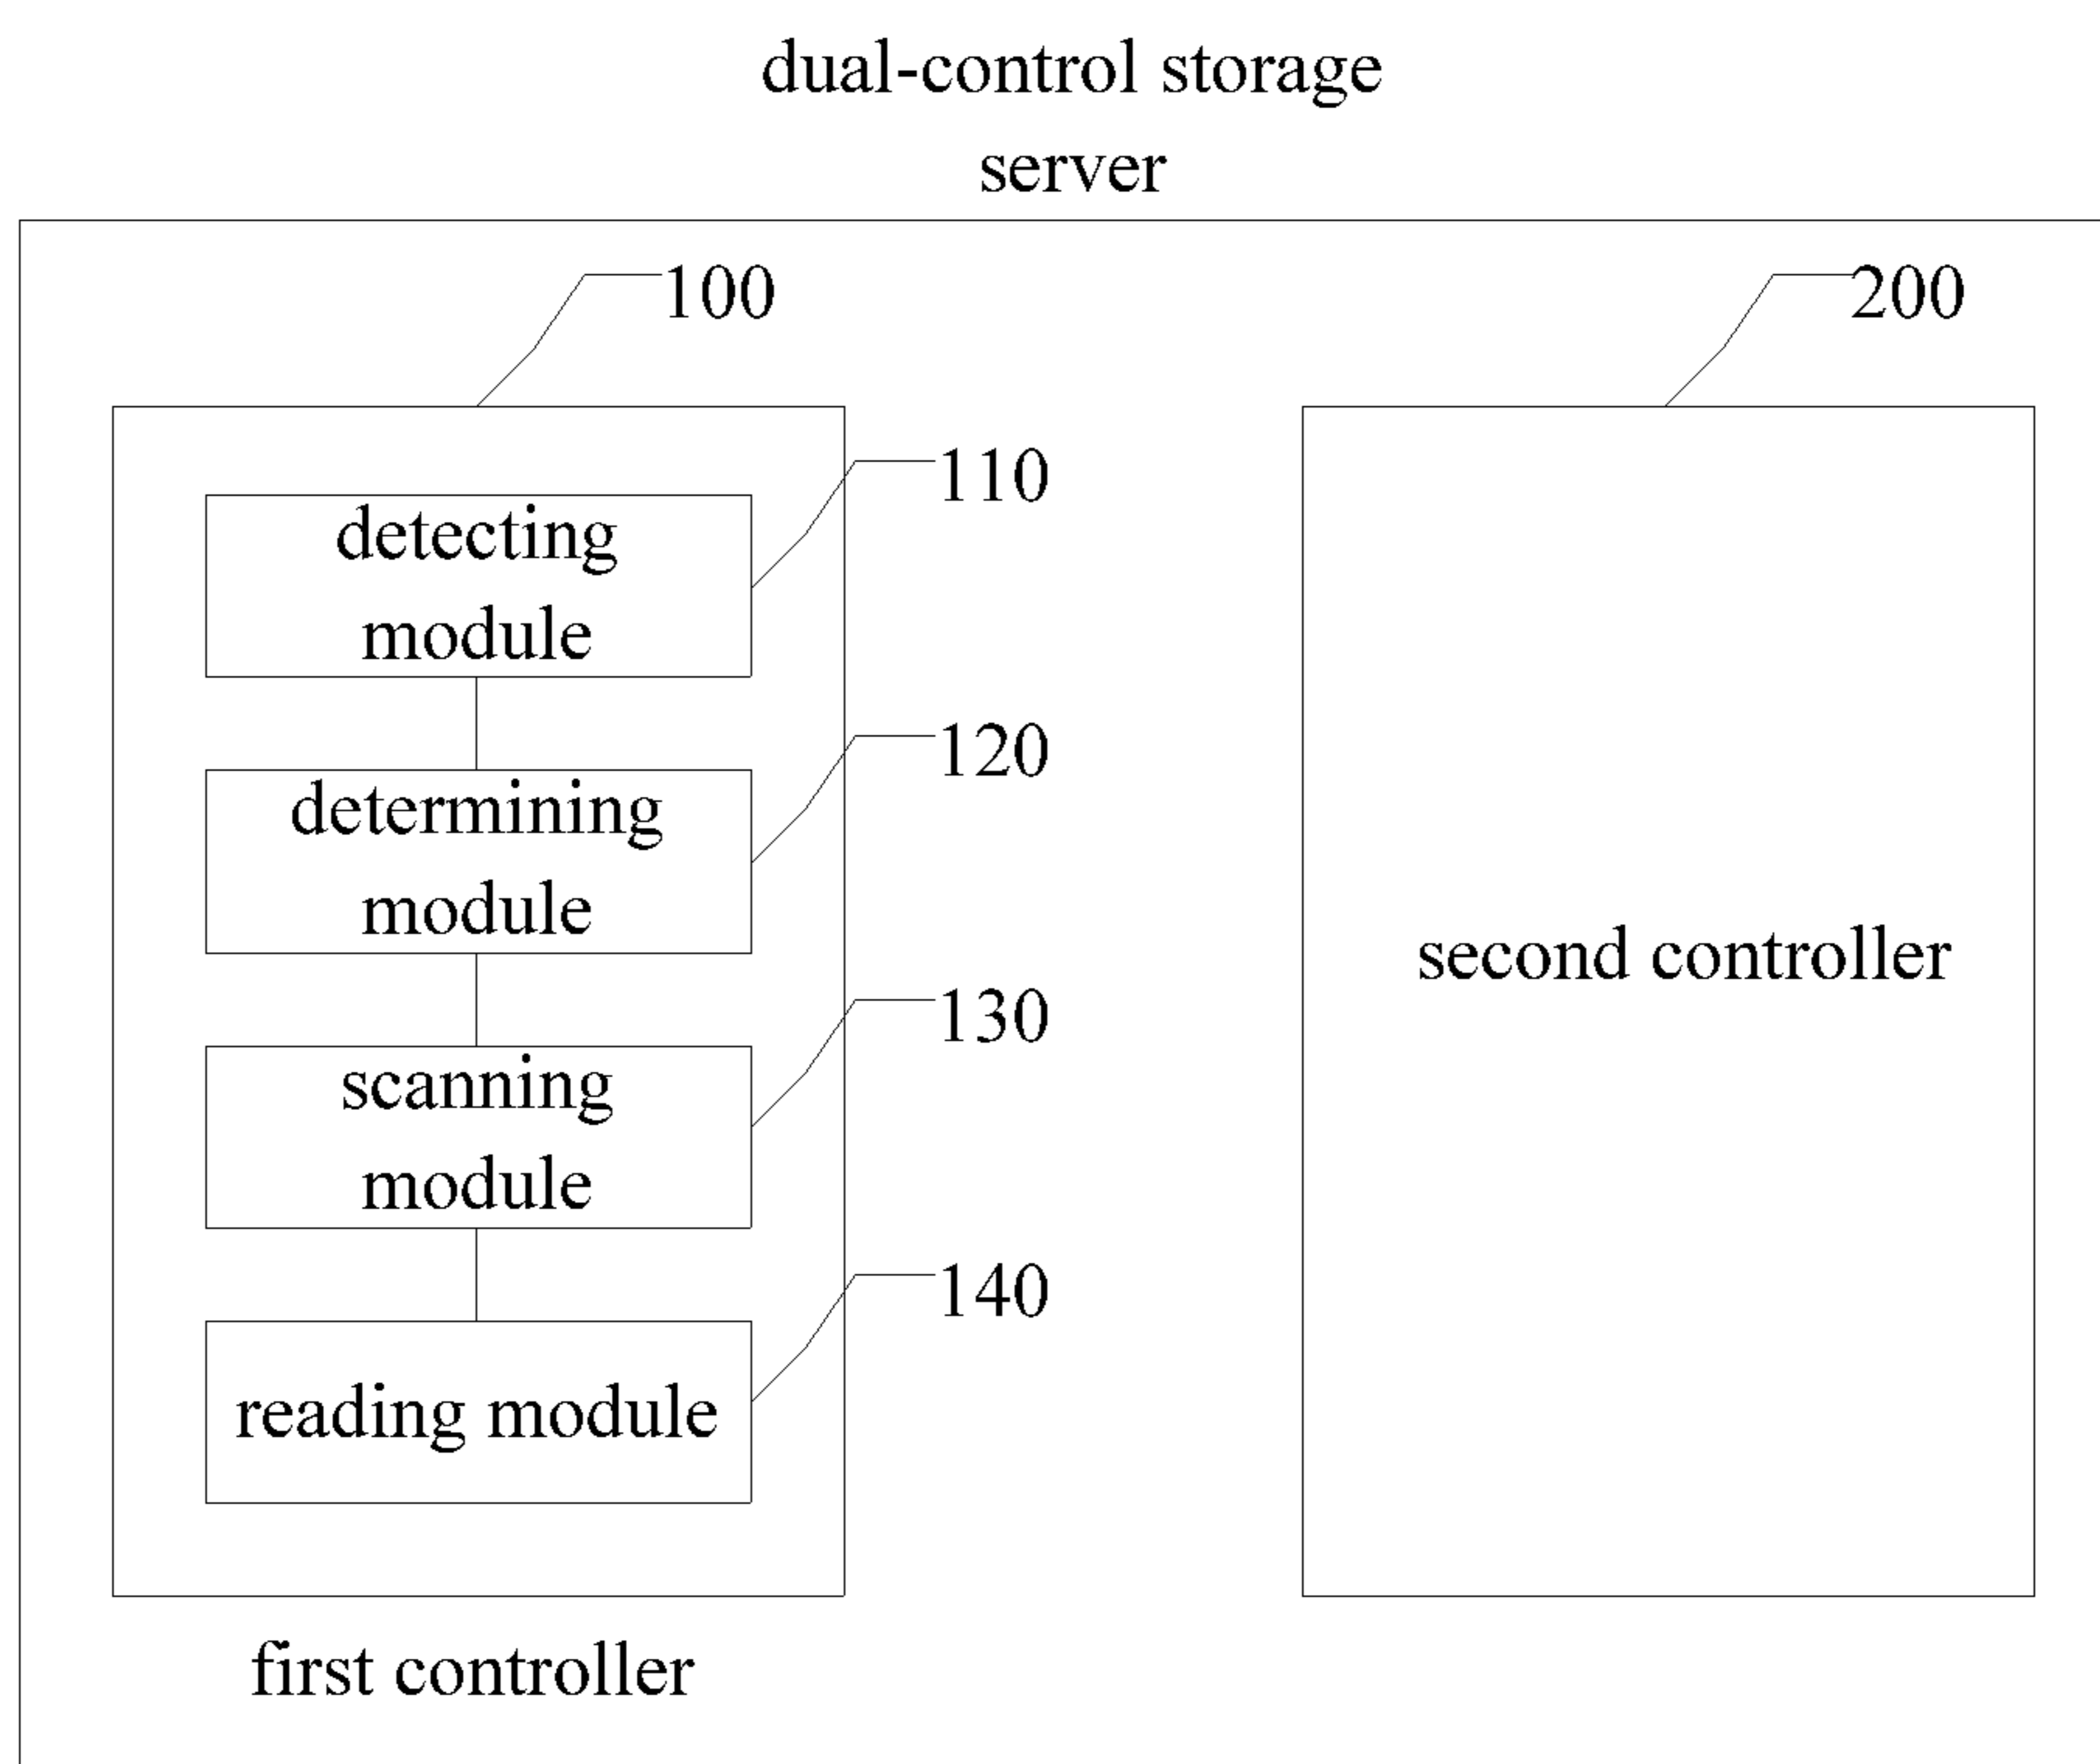 dual-control storage
server
100
200
110
detecting
module
120
determining
module
130
scanning
module
140
reading module
second controller
first controller